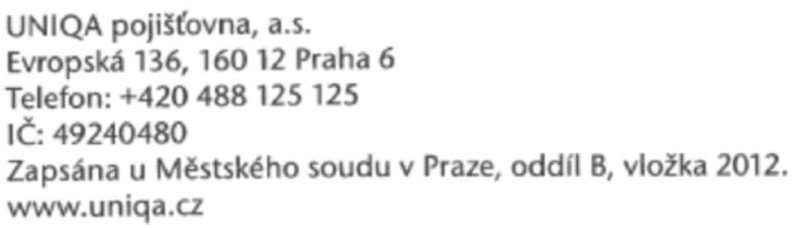 UNIQA pojišťovna, a.s.
Evropská 136, 160 12 Praha 6
Telefon: +420 488 125 125
IČ: 49240480
Zapsána u Městského soudu v Praze, oddíl B, vložka 2012.
www.uniqa.cz